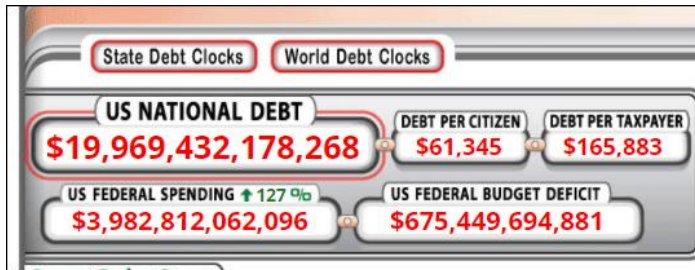 State Debt Clocks World Debt Clocks
US NATIONAL DEBT DEBT PER CITIZEN DEBT PER TAXPAYER
$19,969,432,178,268 $61,345 $165,883
US FEDERAL SPENDING ↑ 127 % US FEDERAL BUDGET DEFICIT
$3,982,812,062,096 $675,449,694,881